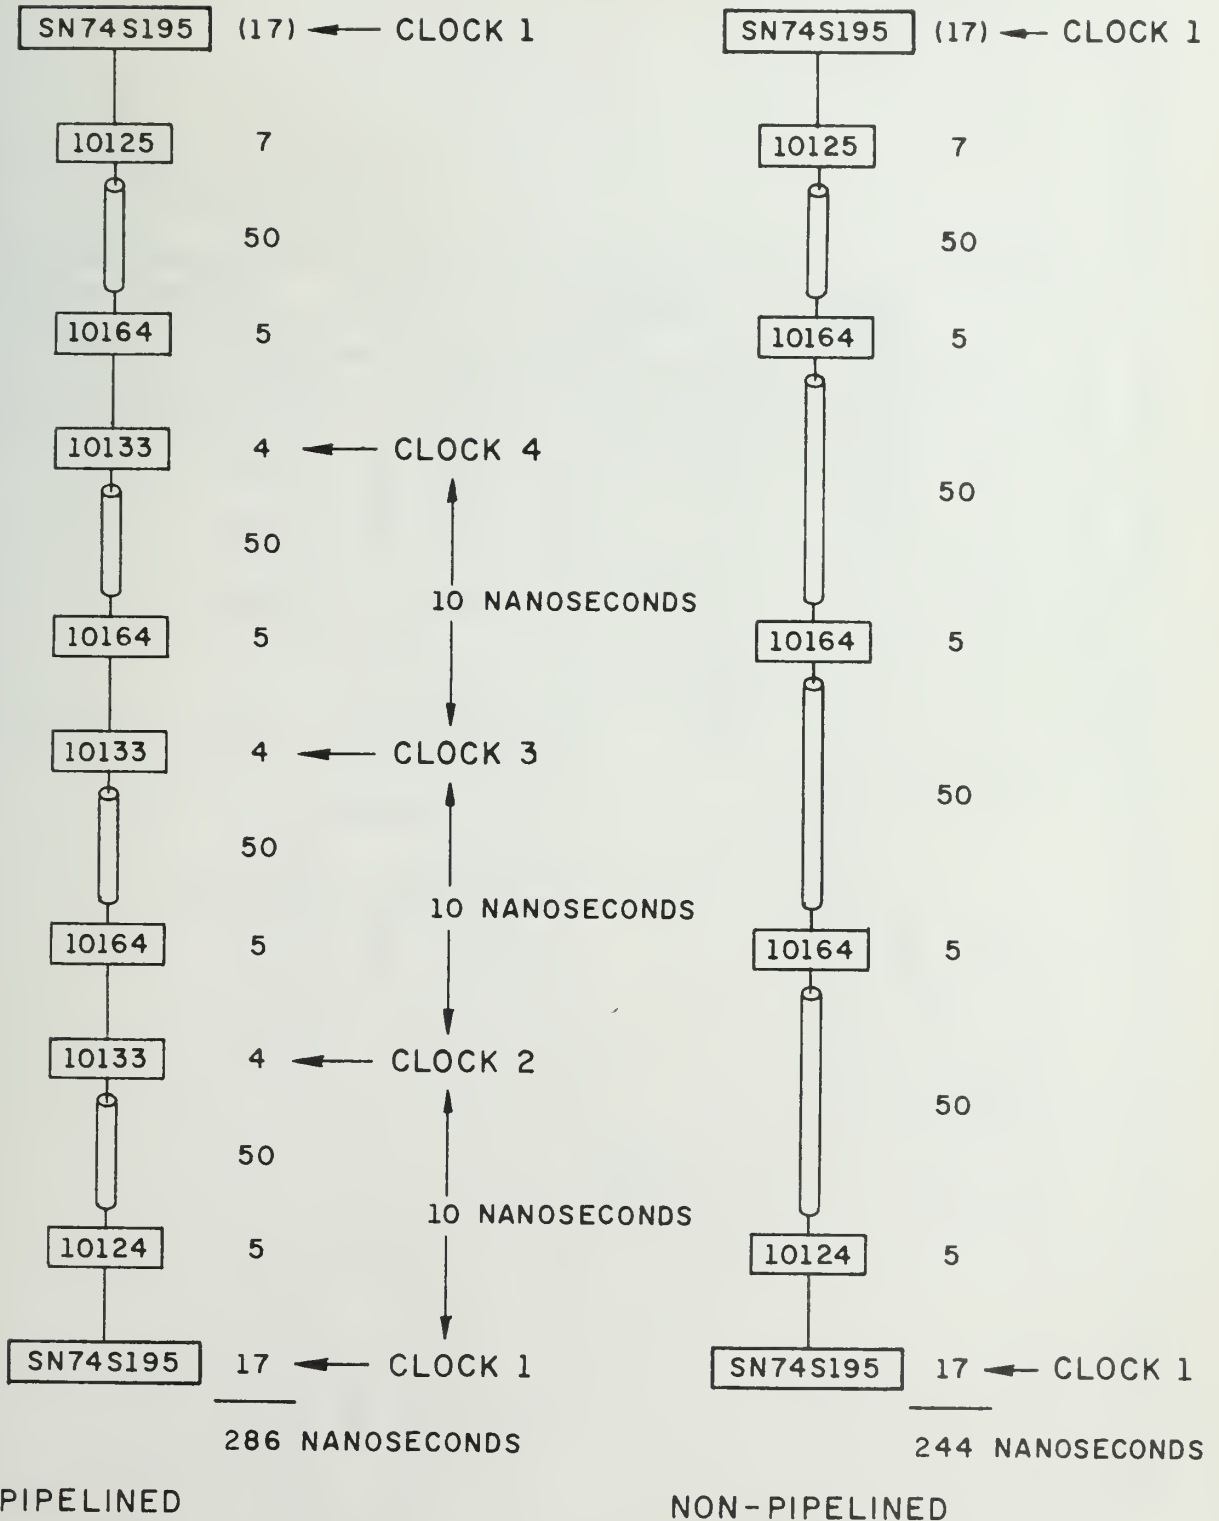 SN74S195 (17) CLOCK 1
10125 7
50
10164 5
10133 4 CLOCK 4
50
10 NANOSECONDS
10164 5
10133 4 CLOCK 3
50
10 NANOSECONDS
10164 5
10133 4 CLOCK 2
50
10 NANOSECONDS
10124 5
SN74S195 17 CLOCK 1
286 NANOSECONDS
PIPELINED
SN74S195 (17) CLOCK 1
10125 7
50
10164 5
50
10164 5
50
10164 5
50
10124 5
SN74S195 17 CLOCK 1
244 NANOSECONDS
NON-PIPELINED